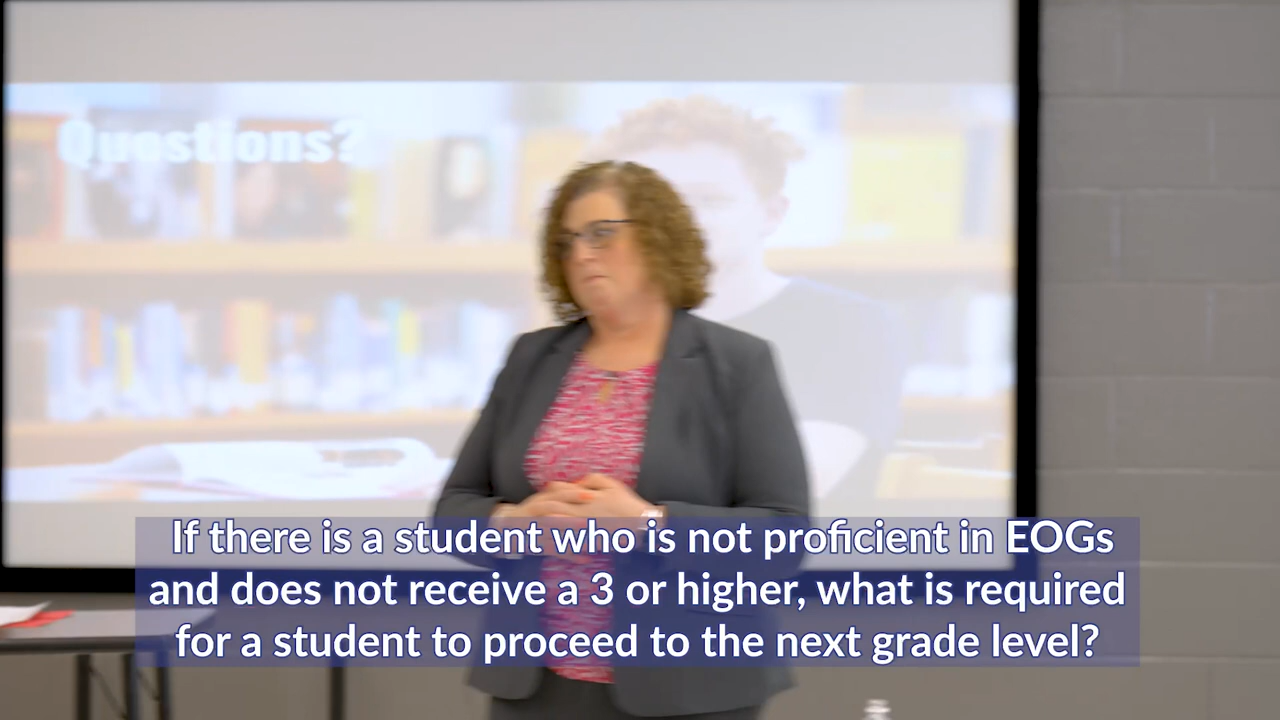 Questions?
If there is a student who is not proficient in EOGs
and does not receive a 3 or higher, what is required
for a student to proceed to the next grade level?